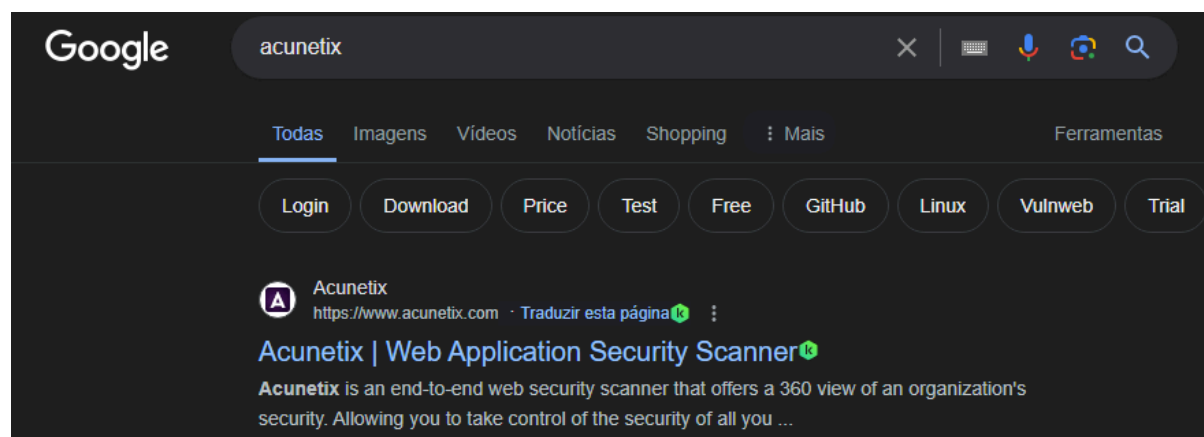 Google
acunetix
Todas Imagens Vídeos Notícias Shopping Mais Ferramentas
Login Download Price Test Free GitHub Linux Vulnweb Trial
A Acunetix
https://www.acunetix.com · Traduzir esta página k
Acunetix | Web Application Security Scanner k
Acunetix is an end-to-end web security scanner that offers a 360 view of an organization's
security. Allowing you to take control of the security of all you ...